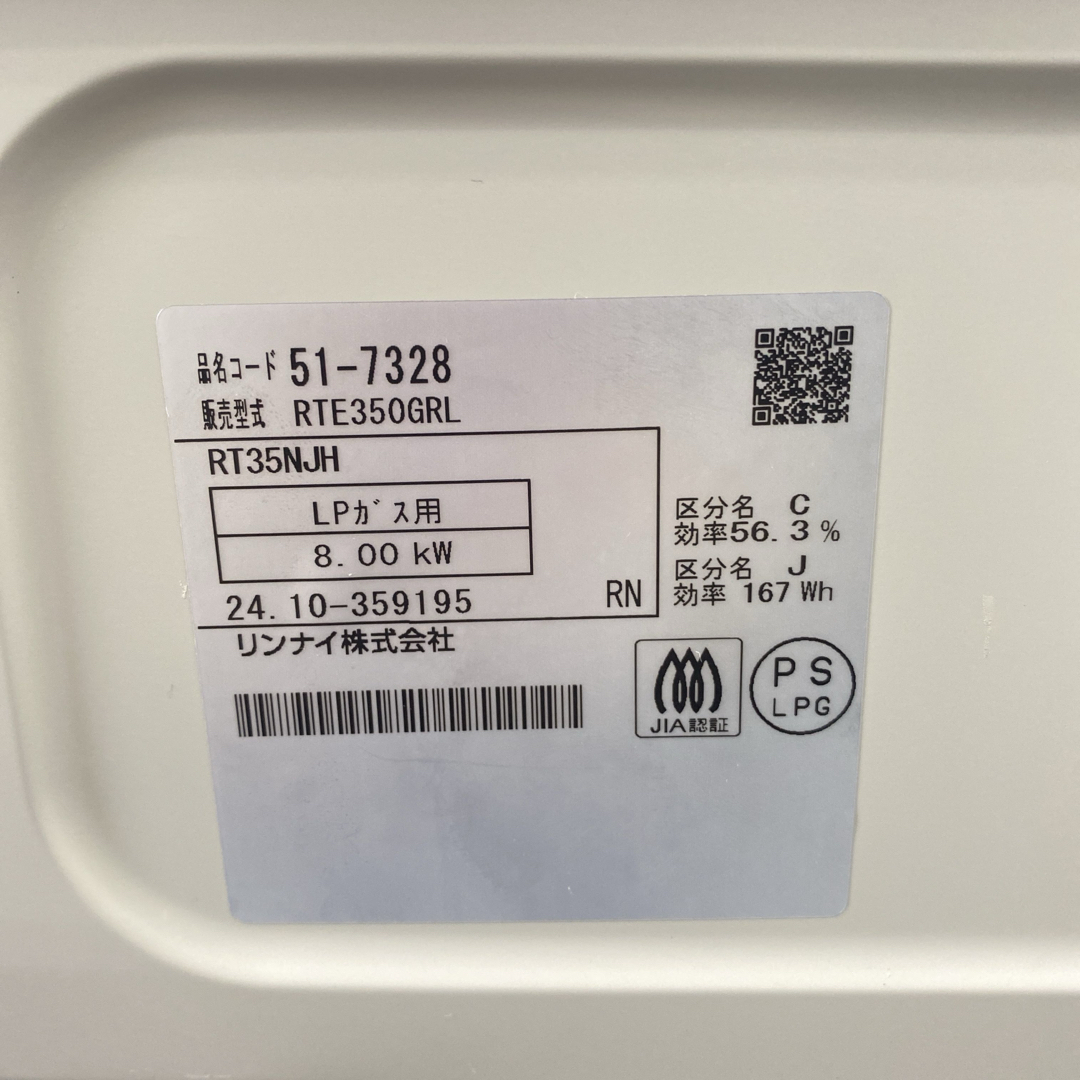 品名コード 51-7328
販売型式 RTE350GRL
RT35NJH
LPガス用
8.00 kW
24.10-359195 RN
リンナイ株式会社
区分名 C
効率56.3 %
区分名 J
効率 167 Wh
JIA認証
PS
LPG